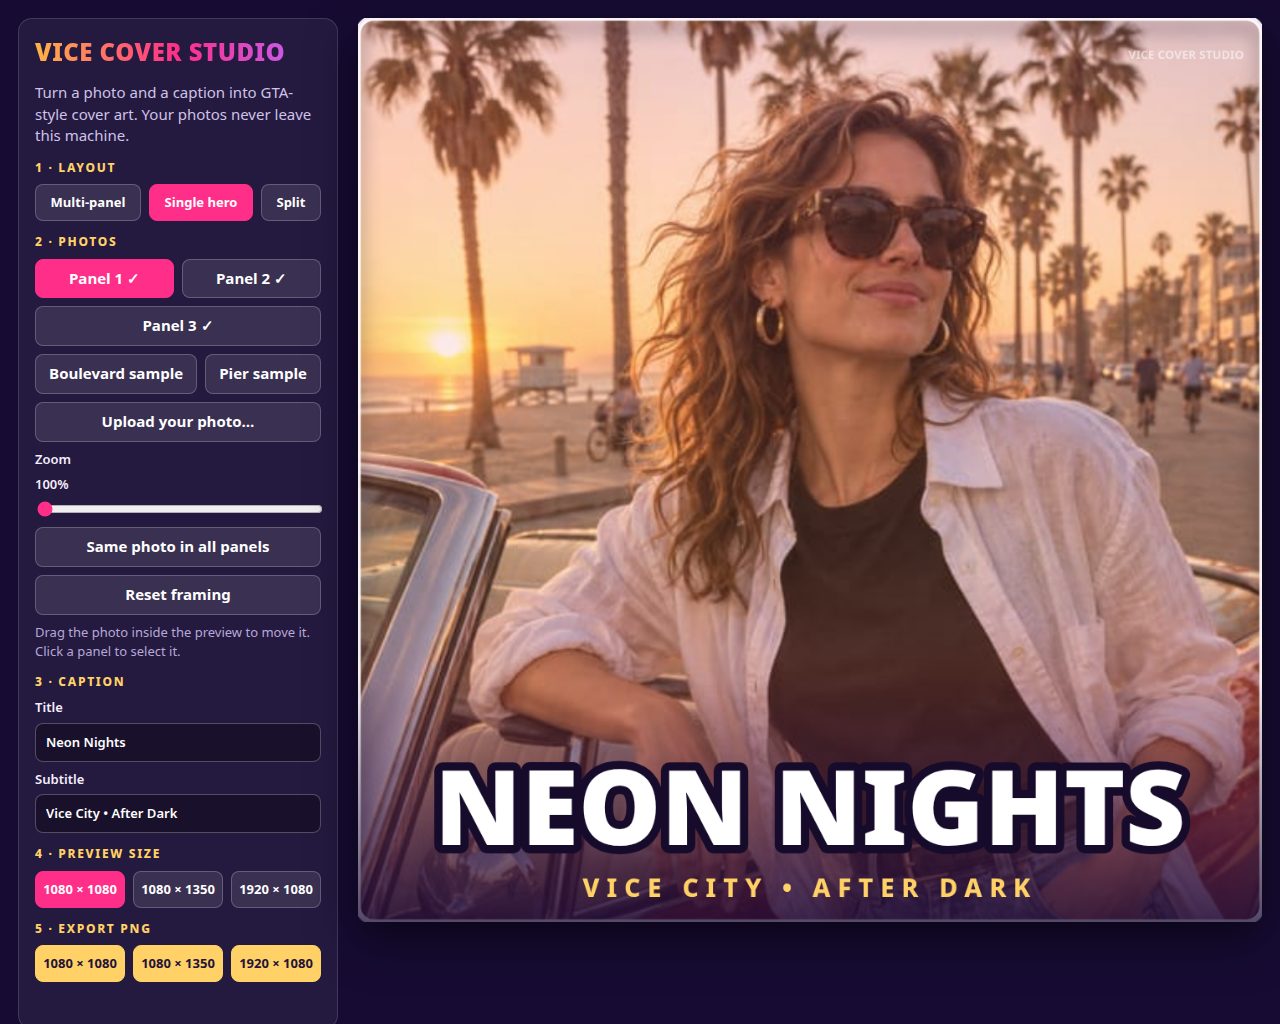 VICE COVER STUDIO
Turn a photo and a caption into GTA-
style cover art. Your photos never leave
this machine.
1 · LAYOUT
Multi-panel
Single hero
Split
2 · PHOTOS
Panel 1 ✓
Panel 2 ✓
Panel 3 ✓
Boulevard sample
Pier sample
Upload your photo...
Zoom
100%
Same photo in all panels
Reset framing
Drag the photo inside the preview to move it.
Click a panel to select it.
3 · CAPTION
Title
Neon Nights
Subtitle
Vice City • After Dark
4 · PREVIEW SIZE
1080 × 1080
1080 × 1350
1920 × 1080
5 · EXPORT PNG
1080 × 1080
1080 × 1350
1920 × 1080
VICE COVER STUDIO
NEON NIGHTS
VICE CITY • AFTER DARK